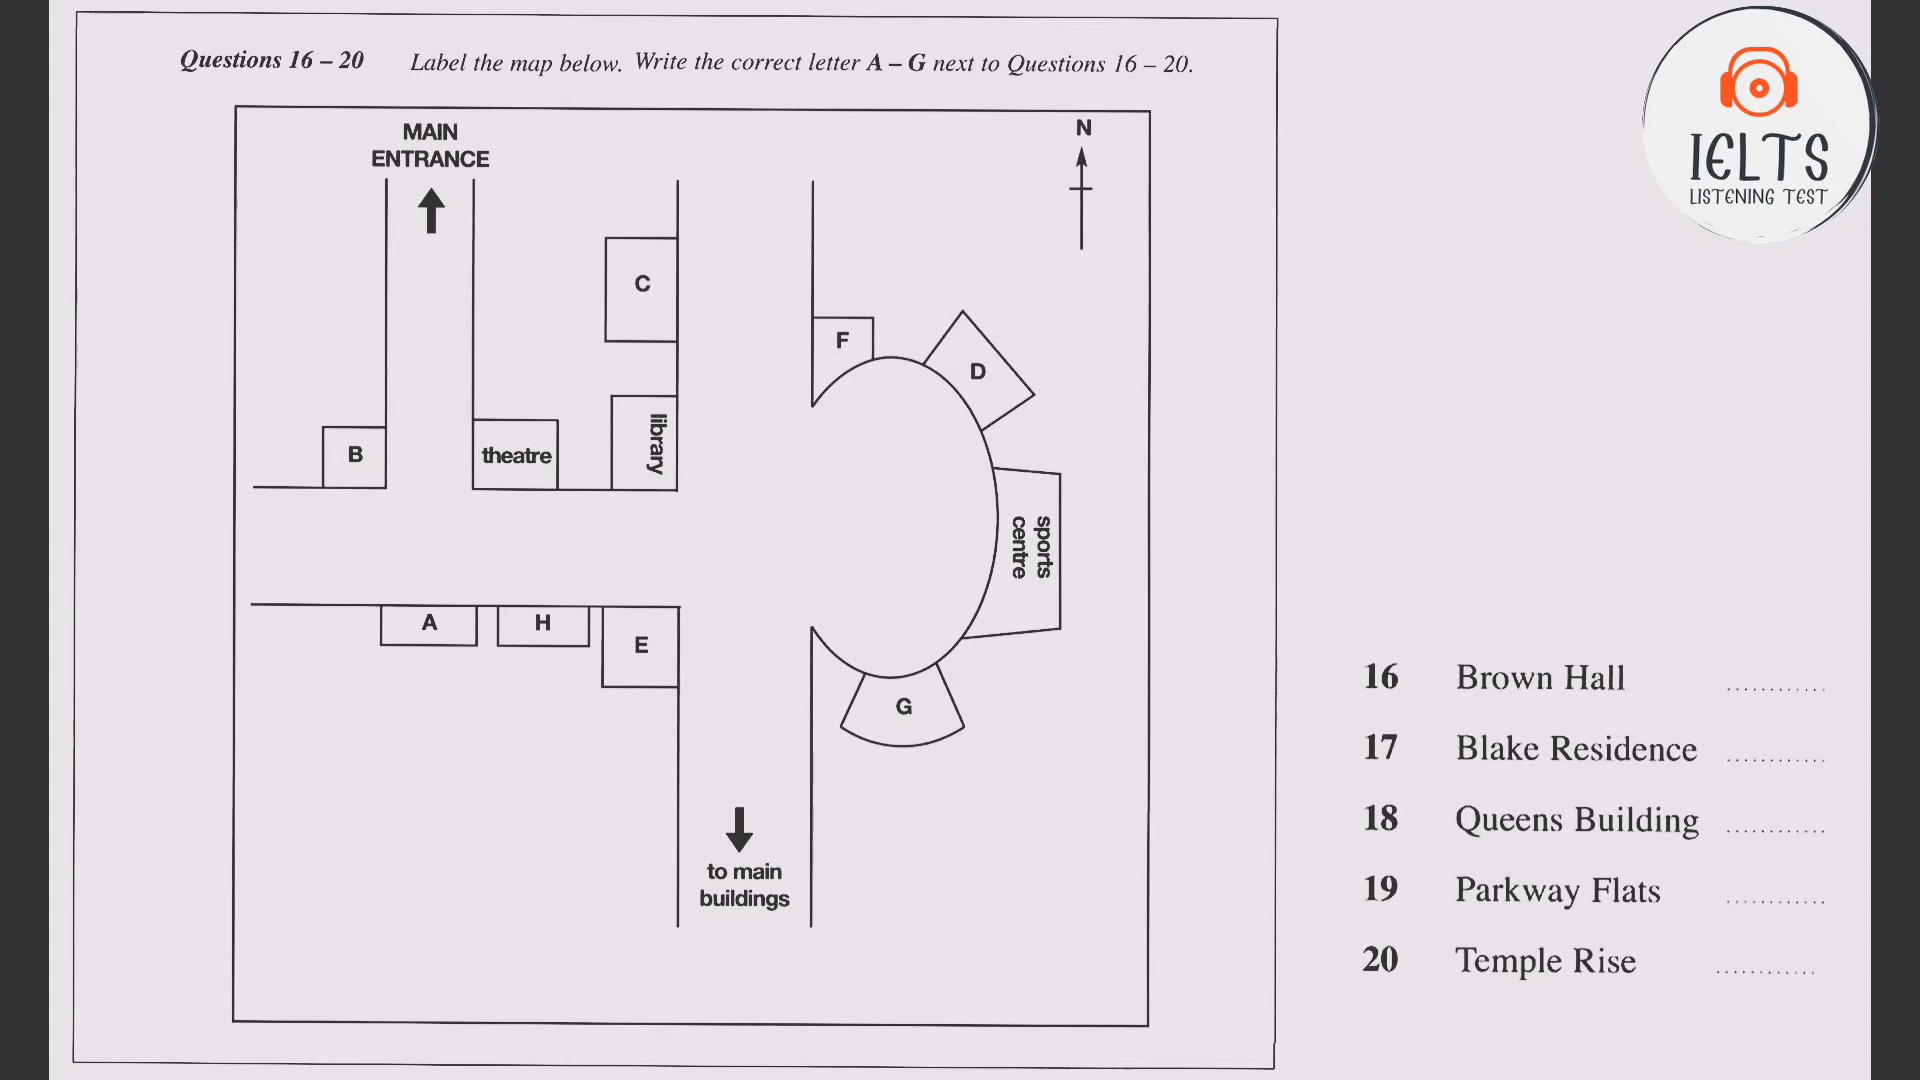 Questions 16 – 20 Label the map below. Write the correct letter A – G next to Questions 16 – 20.
MAIN
ENTRANCE
N
C
F
D
B
theatre
library
sports
centre
A
H
E
G
to main
buildings
16 Brown Hall ............
17 Blake Residence ............
18 Queens Building ............
19 Parkway Flats ............
20 Temple Rise ............
IELTS
LISTENING TEST